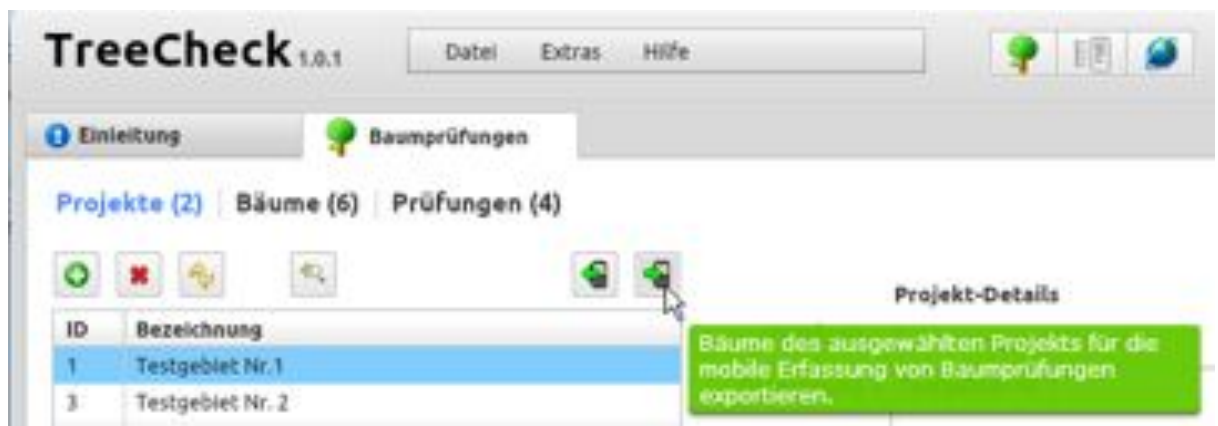 TreeCheck 1.0.1
Datei Extras Hilfe
Einleitung Baumprüfungen
Projekte (2) Bäume (6) Prüfungen (4)
Projekt-Details
ID Bezeichnung
1 Testgebiet Nr.1
3 Testgebiet Nr. 2
Bäume des ausgewählten Projekts für die
mobile Erfassung von Baumprüfungen
exportieren.